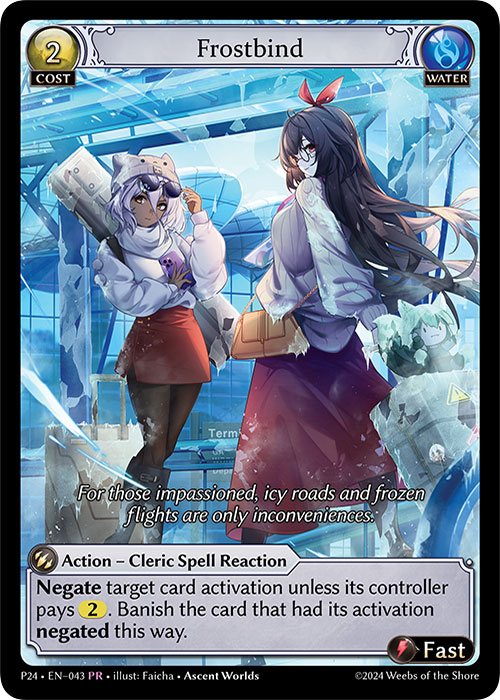 2
COST
Frostbind
WATER
Term
For those impassioned, icy roads and frozen
flights are only inconveniences.
Action – Cleric Spell Reaction
Negate target card activation unless its controller
pays 2. Banish the card that had its activation
negated this way.
Fast
P24 • EN–043 PR • illust: Faicha • Ascent Worlds
©2024 Weebs of the Shore